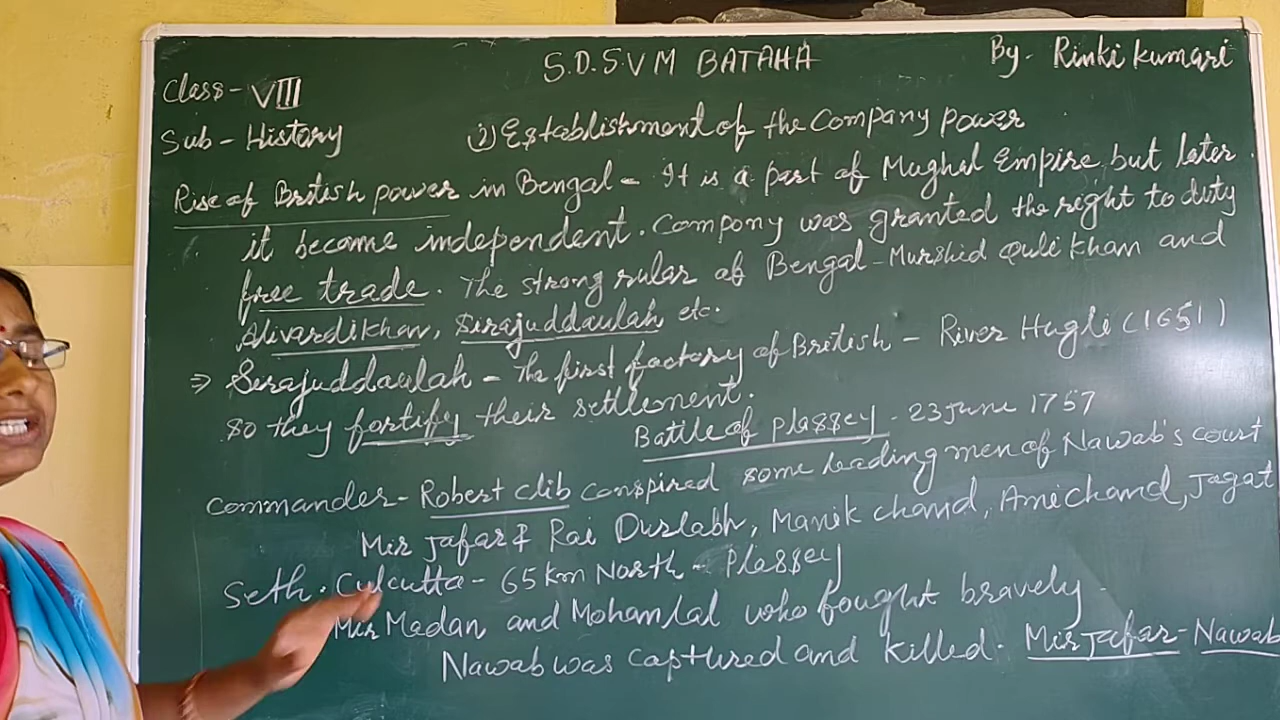 S.D.S.V.M BATAHA
By - Rinki kumari
Class - VIII
Sub - History
2) Establishment of the Company power
Rise of British power in Bengal - It is a part of Mughal Empire but later
it became independent. Company was granted the right to duty
free trade. The strong rular of Bengal - Murshid Quli Khan and
Alivardikhan, Sirajuddaulah etc.
⇒ Serajuddaulah - The first factory of British - River Hugli (1651)
so they fortify their settlement.
Battle of plassey - 23 June 1757
Commander - Robert Clib conspired some leading men of Nawab's court
Mir Jafar & Rai Durlabh, Manik chand, Amichand, Jagat
Seth. Culcutta - 65 km North - Plassey
Mir Madan and Mohanlal who fought bravely.
Nawab was captured and killed. Mir Jafar - Nawab